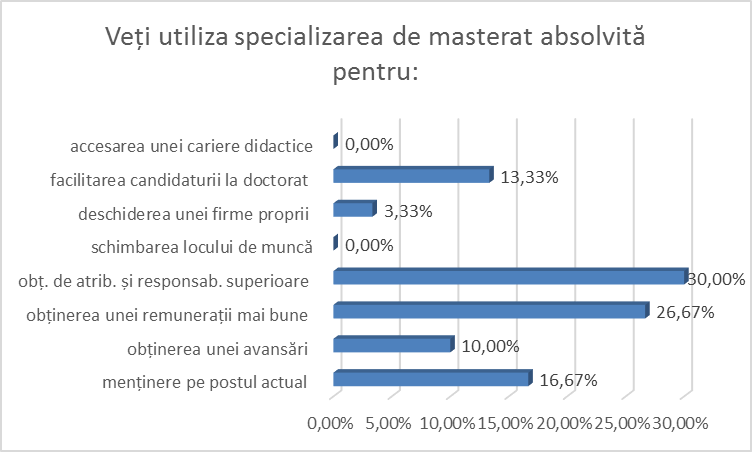 Veți utiliza specializarea de masterat absolvită
pentru:
accesarea unei cariere didactice 0,00%
facilitarea candidaturii la doctorat 13,33%
deschiderea unei firme proprii 3,33%
schimbarea locului de muncă 0,00%
obț. de atrib. și responsab. superioare 30,00%
obținerea unei remunerații mai bune 26,67%
obținerea unei avansări 10,00%
menținere pe postul actual 16,67%
0,00% 5,00% 10,00% 15,00% 20,00% 25,00% 30,00%